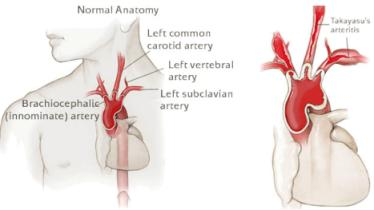 Normal Anatomy
Left common
carotid artery
Left vertebral
artery
Left subclavian
artery
Brachiocephalic
(innominate) artery
Takayasu's
arteritis